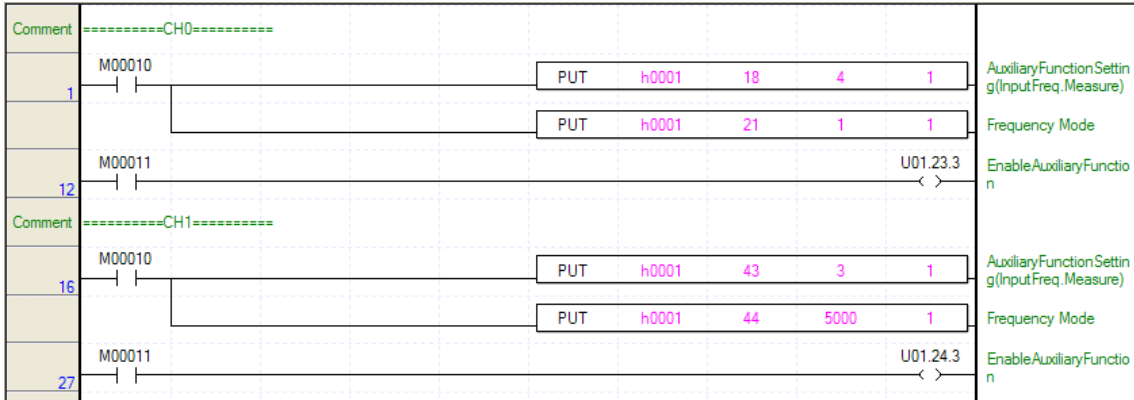 Comment ==========CH0==========
M00010
1 PUT h0001 18 4 1 AuxiliaryFunctionSettin
g(InputFreq.Measure)
PUT h0001 21 1 1 Frequency Mode
M00011 U01.23.3
12 EnableAuxiliaryFunctio
n
Comment ==========CH1==========
M00010
16 PUT h0001 43 3 1 AuxiliaryFunctionSettin
g(InputFreq.Measure)
PUT h0001 44 5000 1 Frequency Mode
M00011 U01.24.3
27 EnableAuxiliaryFunctio
n